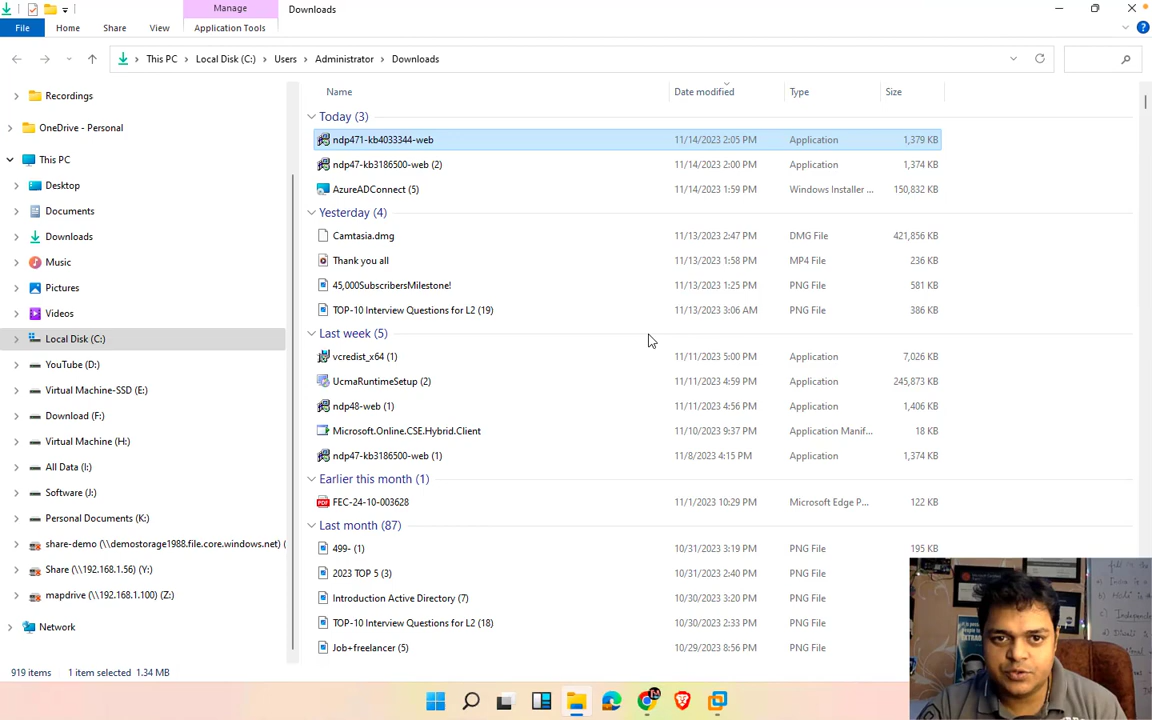 Manage
Downloads
File
Home
Share
View
Application Tools
This PC
Local Disk (C:)
Users
Administrator
Downloads
Recordings
OneDrive - Personal
This PC
Desktop
Documents
Downloads
Music
Pictures
Videos
Local Disk (C:)
YouTube (D:)
Virtual Machine-SSD (E:)
Download (F:)
Virtual Machine (H:)
All Data (I:)
Software (J:)
Personal Documents (K:)
share-demo (\\demostorage1988.file.core.windows.net) (
Share (\\192.168.1.56) (Y:)
mapdrive (\\192.168.1.100) (Z:)
Network
Name Date modified Type Size
Today (3)
ndp471-kb4033344-web 11/14/2023 2:05 PM Application 1,379 KB
ndp47-kb3186500-web (2) 11/14/2023 2:00 PM Application 1,374 KB
AzureADConnect (5) 11/14/2023 1:59 PM Windows Installer ... 150,832 KB
Yesterday (4)
Camtasia.dmg 11/13/2023 2:47 PM DMG File 421,856 KB
Thank you all 11/13/2023 1:58 PM MP4 File 236 KB
45,000SubscribersMilestone! 11/13/2023 1:25 PM PNG File 581 KB
TOP-10 Interview Questions for L2 (19) 11/13/2023 3:06 AM PNG File 386 KB
Last week (5)
vcredist_x64 (1) 11/11/2023 5:00 PM Application 7,026 KB
UcmaRuntimeSetup (2) 11/11/2023 4:59 PM Application 245,873 KB
ndp48-web (1) 11/11/2023 4:56 PM Application 1,406 KB
Microsoft.Online.CSE.Hybrid.Client 11/10/2023 9:37 PM Application Manif... 18 KB
ndp47-kb3186500-web (1) 11/8/2023 4:15 PM Application 1,374 KB
Earlier this month (1)
FEC-24-10-003628 11/1/2023 10:29 PM Microsoft Edge P... 122 KB
Last month (87)
499- (1) 10/31/2023 3:19 PM PNG File 195 KB
2023 TOP 5 (3) 10/31/2023 2:40 PM PNG File
Introduction Active Directory (7) 10/30/2023 3:20 PM PNG File
TOP-10 Interview Questions for L2 (18) 10/30/2023 2:33 PM PNG File
Job+freelancer (5) 10/29/2023 8:56 PM PNG File
919 items 1 item selected 1.34 MB